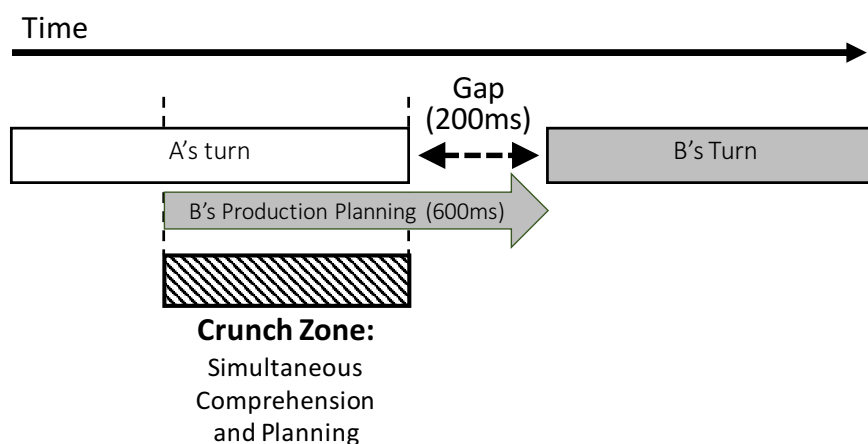 Time
Gap
(200ms)
A's turn
B's Turn
B's Production Planning (600ms)
Crunch Zone:
Simultaneous
Comprehension
and Planning